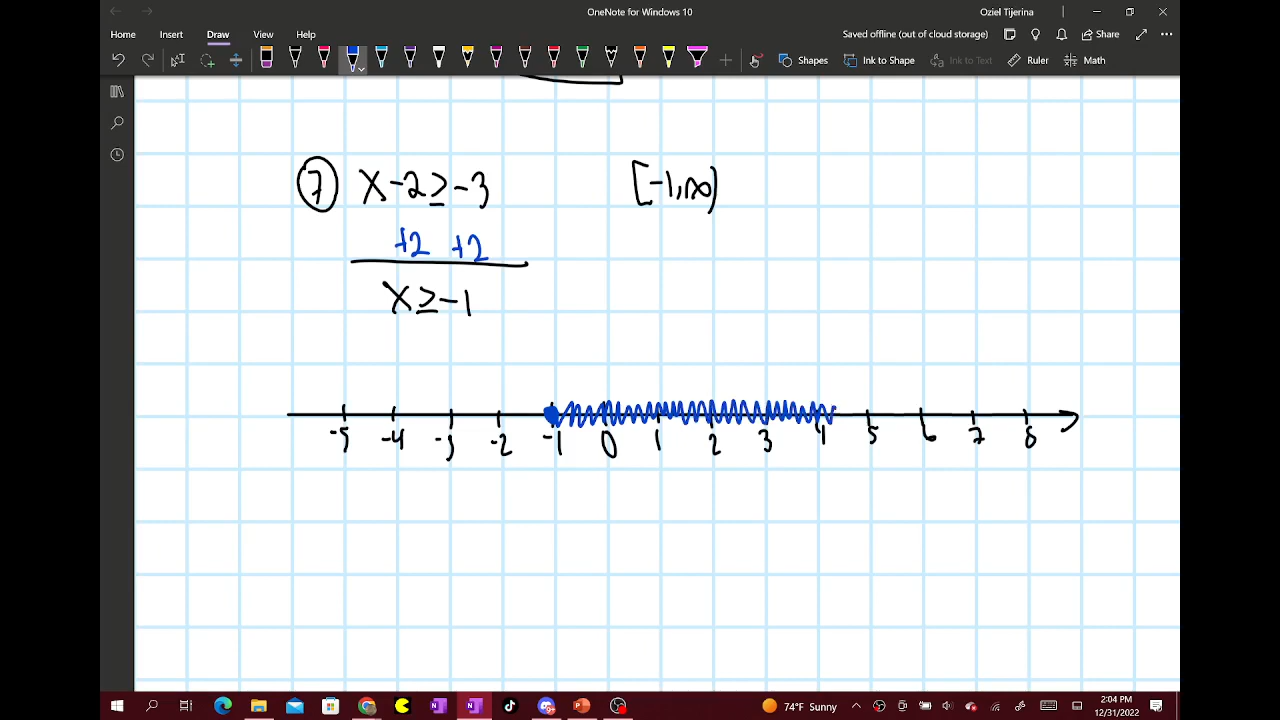 OneNote for Windows 10
Oziel Tijerina
Home Insert Draw View Help
Saved offline (out of cloud storage)
Share
Shapes
Ink to Shape
Ink to Text
Ruler
Math
7 x - 2 ≥ -3
[-1, ∞)
+2 +2
x ≥ -1
-5 -4 -3 -2 -1 0 1 2 3 4 5 6 7 8
74°F Sunny
2:04 PM
12/31/2022